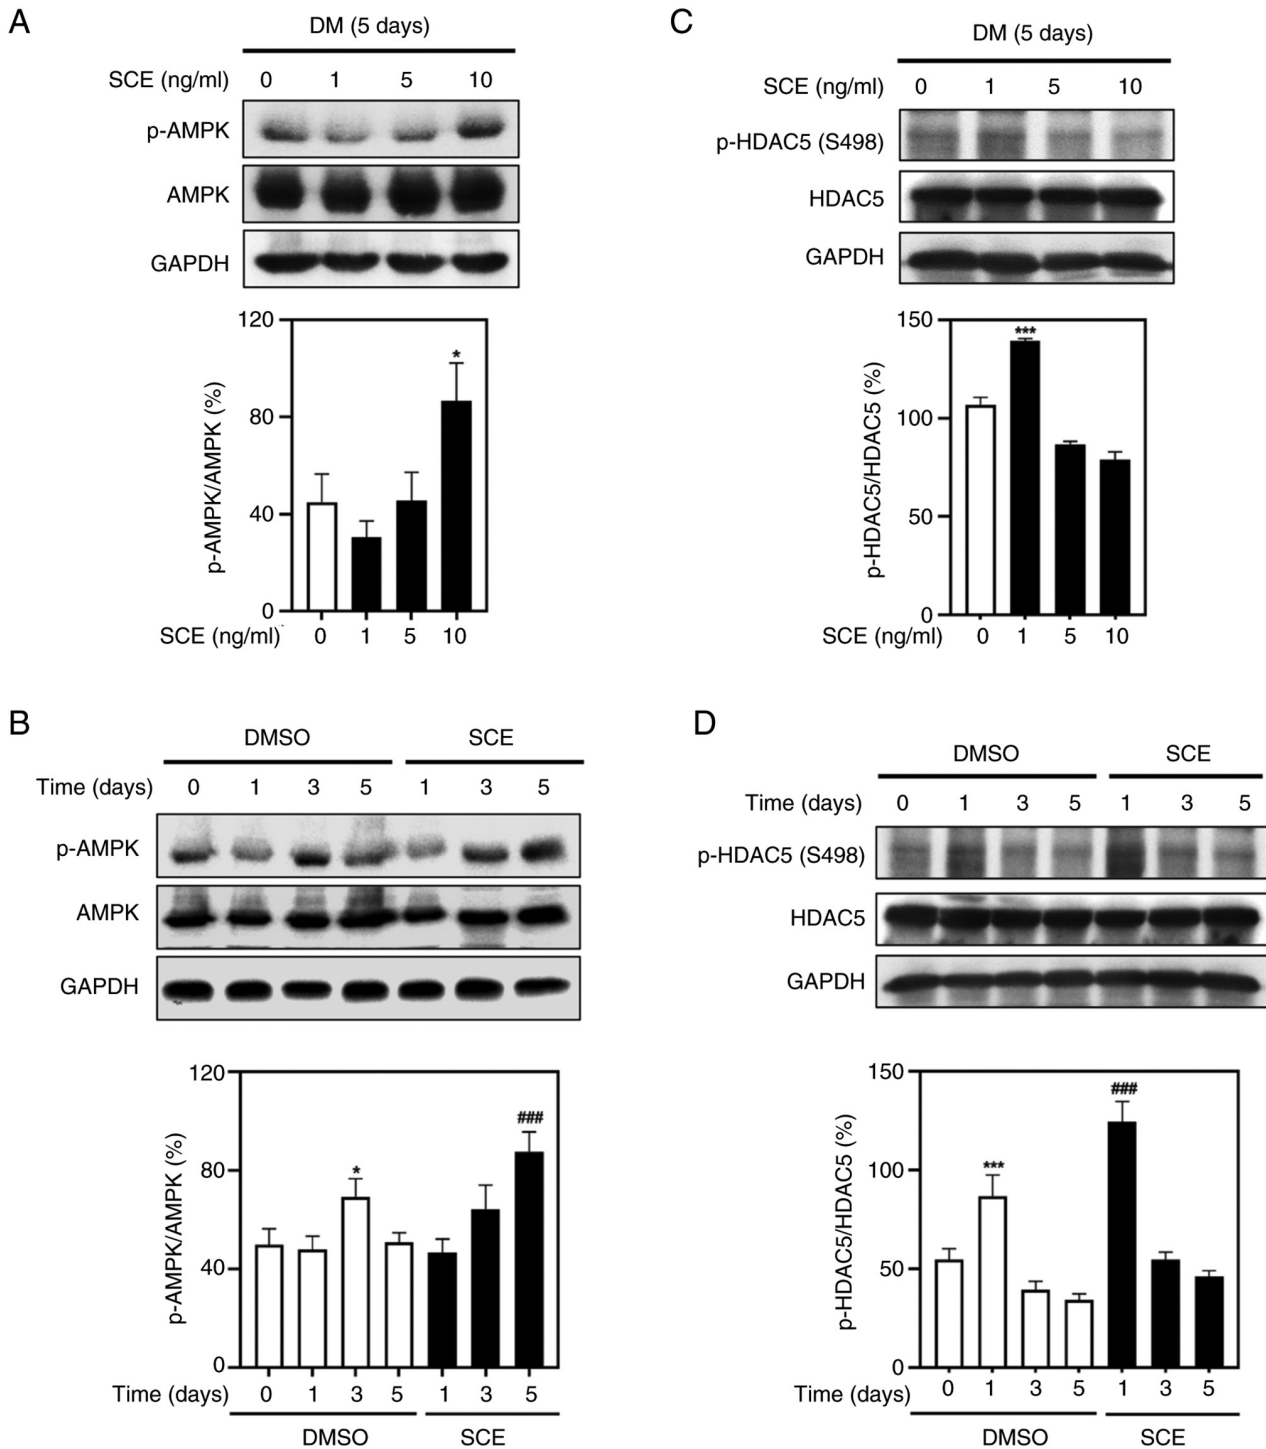 A
DM (5 days)
SCE (ng/ml) 0 1 5 10
p-AMPK
AMPK
GAPDH
p-AMPK/AMPK (%)
120
*
80
40
0
SCE (ng/ml) 0 1 5 10
C
DM (5 days)
SCE (ng/ml) 0 1 5 10
p-HDAC5 (S498)
HDAC5
GAPDH
p-HDAC5/HDAC5 (%)
150
***
100
50
0
SCE (ng/ml) 0 1 5 10
B
DMSO SCE
Time (days) 0 1 3 5 1 3 5
p-AMPK
AMPK
GAPDH
p-AMPK/AMPK (%)
120
###
80
*
40
0
Time (days) 0 1 3 5 1 3 5
DMSO SCE
D
DMSO SCE
Time (days) 0 1 3 5 1 3 5
p-HDAC5 (S498)
HDAC5
GAPDH
p-HDAC5/HDAC5 (%)
150
###
100
***
50
0
Time (days) 0 1 3 5 1 3 5
DMSO SCE